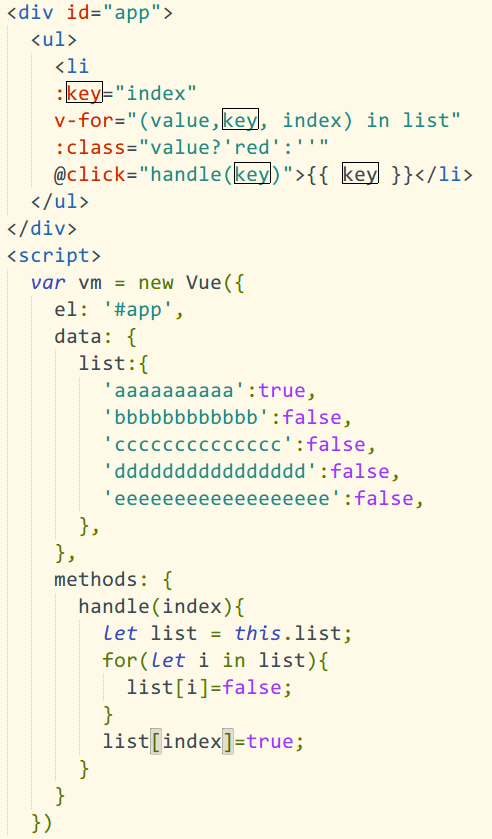 <div id="app">
<ul>
<li
:key="index"
v-for="(value,key, index) in list"
:class="value?'red':''"
@click="handle(key)">{{ key }}</li>
</ul>
</div>
<script>
var vm = new Vue({
el: '#app',
data: {
list:{
'aaaaaaaaaa':true,
'bbbbbbbbbbbb':false,
'cccccccccccccc':false,
'dddddddddddddddd':false,
'eeeeeeeeeeeeeeeeee':false,
},
},
methods: {
handle(index){
let list = this.list;
for(let i in list){
list[i]=false;
}
list[index]=true;
}
}
})